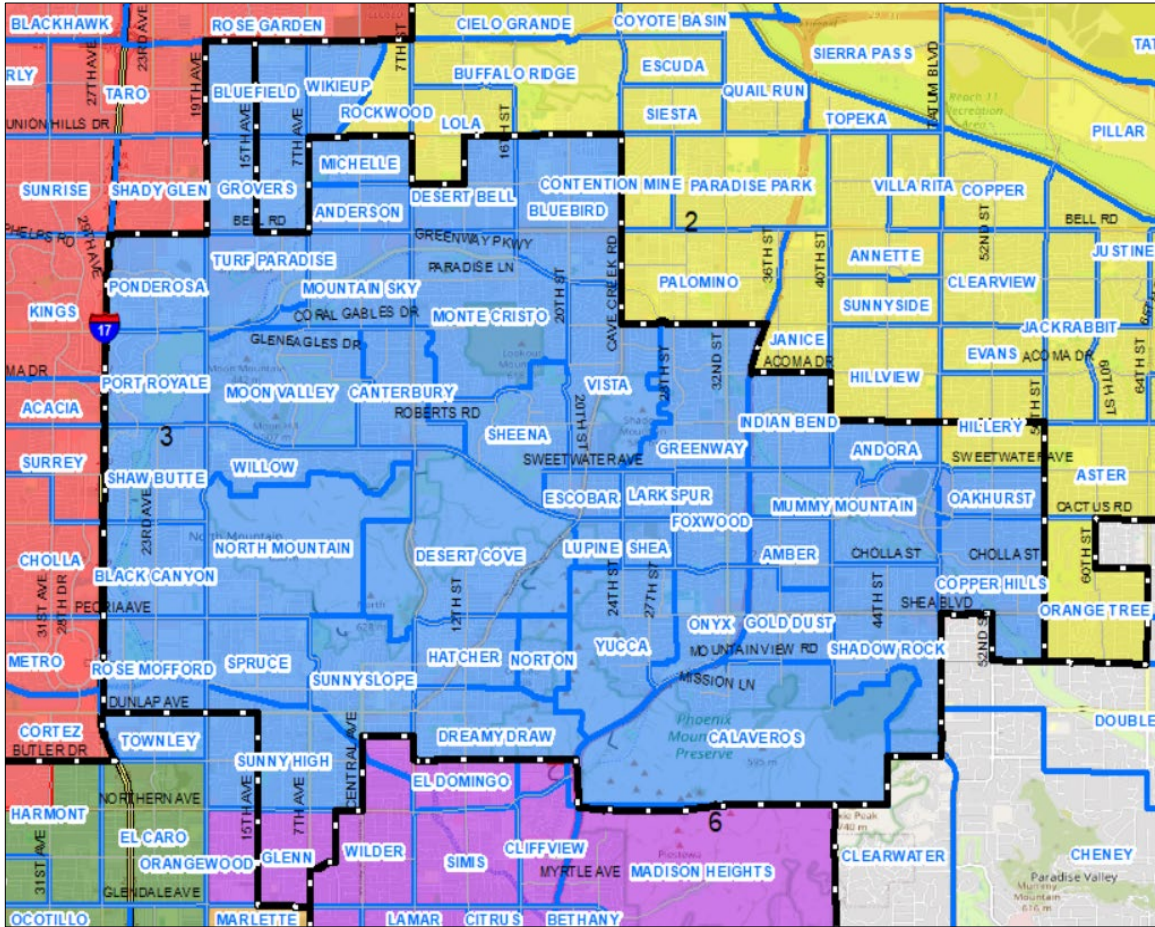 BLACKHAWK
ROSE GARDEN
CIELO GRANDE
COYOTE BASIN
27TH AVE
23RD AVE
7TH ST
TATUM BLVD
SIERRA PASS
TARO
19TH AVE
BLUEFIELD
WIKIEUP
BUFFALO RIDGE
ESCUDA
QUAIL RUN
Reach 11
Recreation
Area
UNION HILLS DR
15TH AVE
7TH AVE
ROCKWOOD
LOLA
16TH ST
SIESTA
TOPEKA
PILLAR
MICHELLE
SUNRISE
SHADY GLEN
GROVERS
DESERT BELL
CONTENTION MINE
PARADISE PARK
VILLA RITA
COPPER
ANDERSON
BLUEBIRD
2
52ND ST
BELL RD
BELL RD
29TH AVE
GREENWAY PKWY
CAVE CREEK RD
36TH ST
40TH ST
JUSTINE
TURF PARADISE
PARADISE LN
ANNETTE
PONDEROSA
MOUNTAIN SKY
20TH ST
PALOMINO
CLEARVIEW
KINGS
17
CORAL GABLES DR
MONTE CRISTO
SUNNYSIDE
JACKRABBIT
GLENEAGLES DR
32ND ST
JANICE
ACOMA DR
EVANS
ACOMA DR
64TH ST
60TH ST
PORT ROYALE
MOON VALLEY
CANTERBURY
VISTA
HILLVIEW
ACACIA
ROBERTS RD
20TH ST
INDIAN BEND
HILLERY
3
SHEENA
GREENWAY
ANDORA
SURREY
SHAW BUTTE
WILLOW
SWEETWATER AVE
SWEETWATER AVE
ASTER
ESCOBAR
LARKSPUR
MUMMY MOUNTAIN
OAKHURST
CACTUS RD
23RD AVE
FOXWOOD
CHOLLA
NORTH MOUNTAIN
DESERT COVE
LUPINE
SHEA
AMBER
CHOLLA ST
CHOLLA ST
60TH ST
31ST AVE
28TH DR
BLACK CANYON
12TH ST
24TH ST
27TH ST
44TH ST
COPPER HILLS
PEORIA AVE
SHEA BLVD
ORANGE TREE
ONYX
GOLD DUST
METRO
ROSE MOFFORD
SPRUCE
SUNNYSLOPE
HATCHER
NORTON
YUCCA
MOUNTAIN VIEW RD
SHADOW ROCK
MISSION LN
DUNLAP AVE
CORTEZ
BUTLER DR
TOWNLEY
SUNNY HIGH
CENTRAL AVE
DREAMY DRAW
Phoenix
Mountains
Preserve
CALAVEROS
DOUBLE
EL DOMINGO
NORTHERN AVE
HARMONT
15TH AVE
7TH AVE
6
31ST AVE
EL CARO
ORANGEWOOD
GLENN
WILDER
SIMIS
CLIFFVIEW
MYRTLE AVE
MADISON HEIGHTS
CLEARWATER
CHENEY
Paradise Valley
GLENDALE AVE
Mummy
Mountain
OCOTILLO
MARLETTE
LAMAR
CITRUS
BETHANY